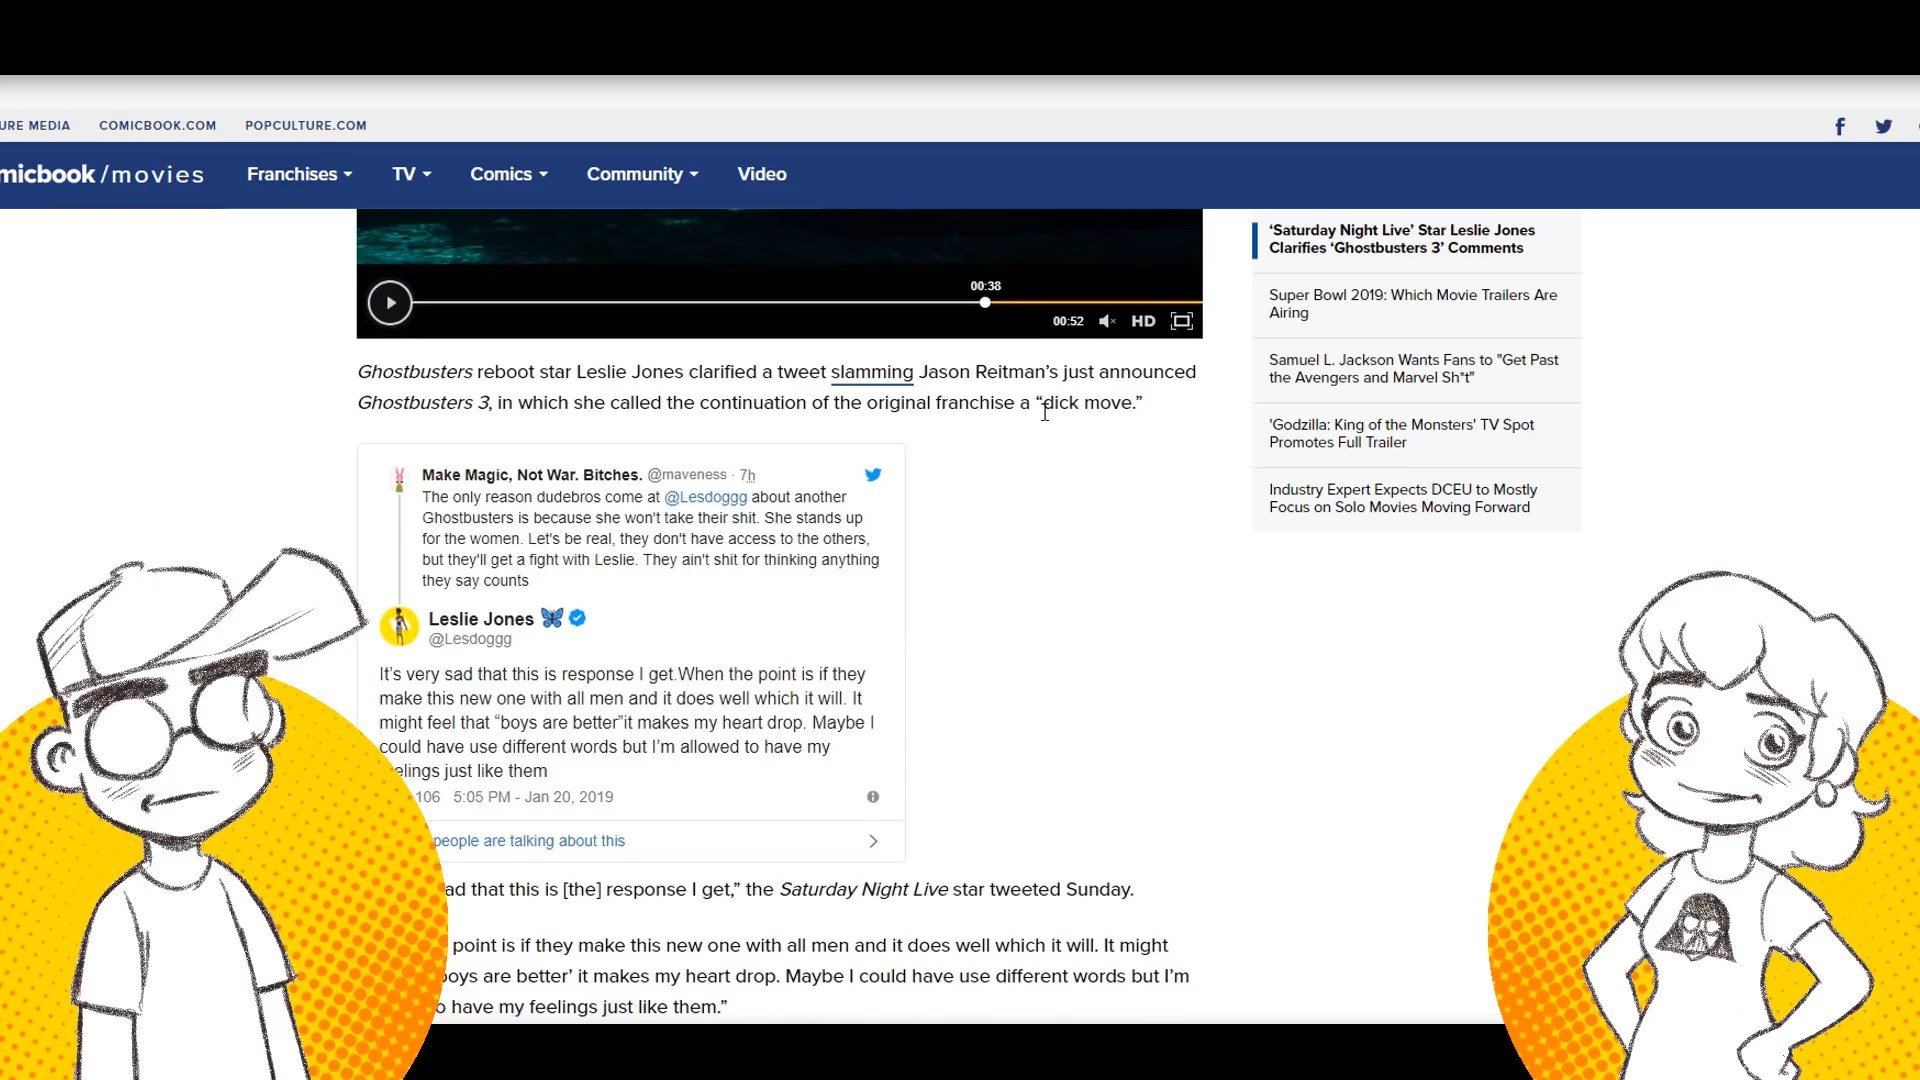 URE MEDIA COMICBOOK.COM POPCULTURE.COM
micbook/movies Franchises TV Comics Community Video
00:38
00:52 HD
Ghostbusters reboot star Leslie Jones clarified a tweet slamming Jason Reitman's just announced
Ghostbusters 3, in which she called the continuation of the original franchise a “dick move.”
Make Magic, Not War. Bitches. @maveness · 7h
The only reason dudebros come at @Lesdoggg about another
Ghostbusters is because she won't take their shit. She stands up
for the women. Let's be real, they don't have access to the others,
but they'll get a fight with Leslie. They ain't shit for thinking anything
they say counts
Leslie Jones
@Lesdoggg
It's very sad that this is response I get.When the point is if they
make this new one with all men and it does well which it will. It
might feel that “boys are better”it makes my heart drop. Maybe I
could have use different words but I'm allowed to have my
elings just like them
106 5:05 PM - Jan 20, 2019
people are talking about this
ad that this is [the] response I get,” the Saturday Night Live star tweeted Sunday.
point is if they make this new one with all men and it does well which it will. It might
boys are better’ it makes my heart drop. Maybe I could have use different words but I'm
o have my feelings just like them.”
‘Saturday Night Live’ Star Leslie Jones
Clarifies ‘Ghostbusters 3’ Comments
Super Bowl 2019: Which Movie Trailers Are
Airing
Samuel L. Jackson Wants Fans to "Get Past
the Avengers and Marvel Sh*t"
'Godzilla: King of the Monsters' TV Spot
Promotes Full Trailer
Industry Expert Expects DCEU to Mostly
Focus on Solo Movies Moving Forward